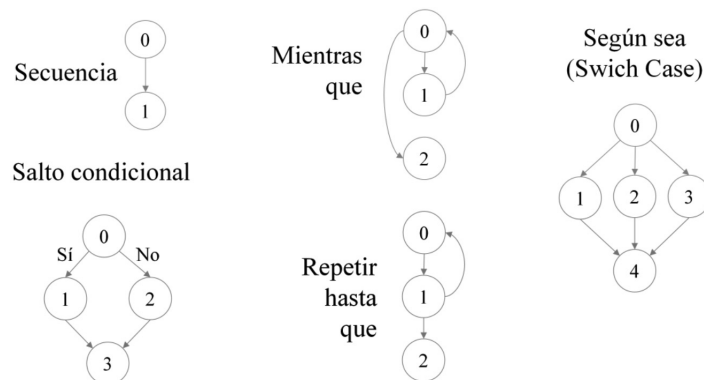 Secuencia
0
1
Salto condicional
0
Sí
No
1
2
3
Mientras
que
0
1
2
Repetir
hasta
que
0
1
2
Según sea
(Swich Case)
0
1
2
3
4